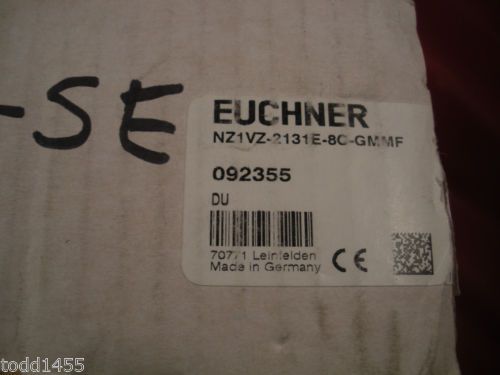 -SE
EUCHNER
NZ1VZ-2131E-8C-GMMF
092355
DU
70771 Leinfelden
Made in Germany
CE
todd1455